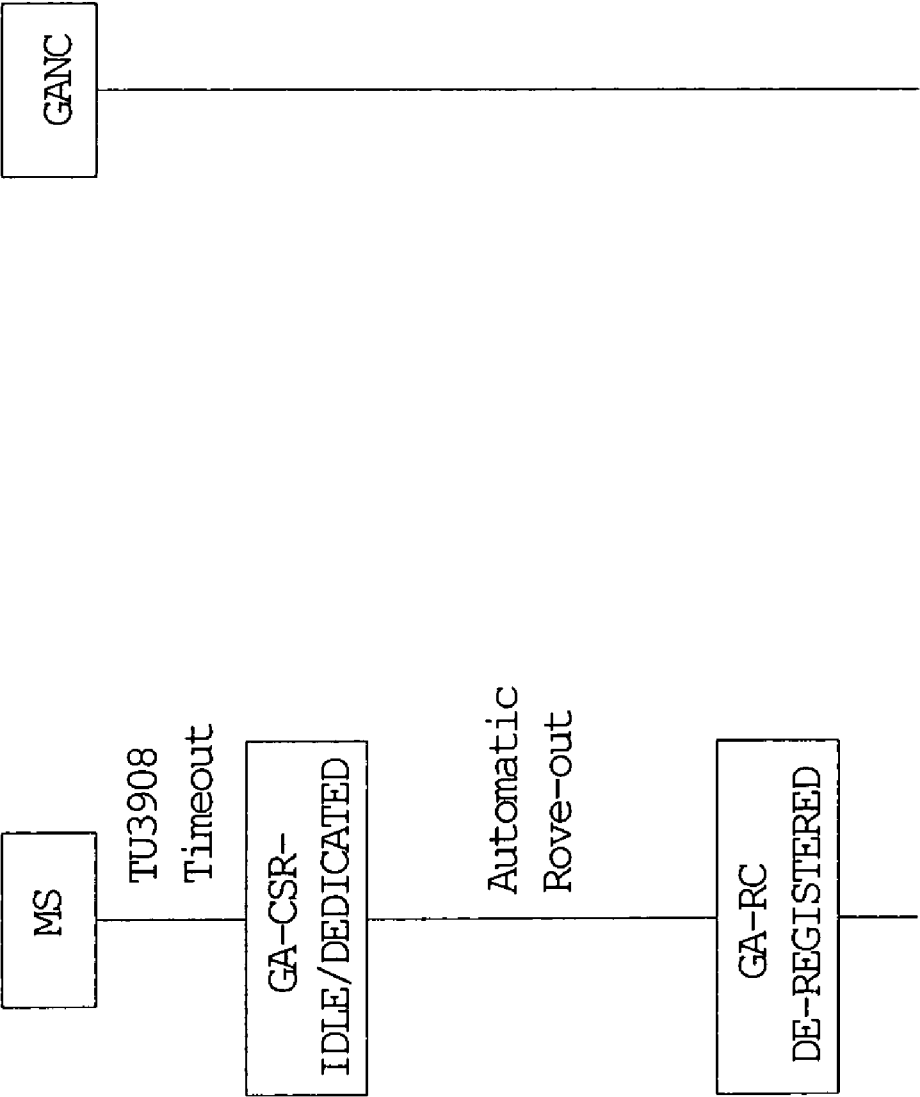 MS
GANC
TU3908
Timeout
GA-CSR-
IDLE/DEDICATED
Automatic
Rove-out
GA-RC
DE-REGISTERED